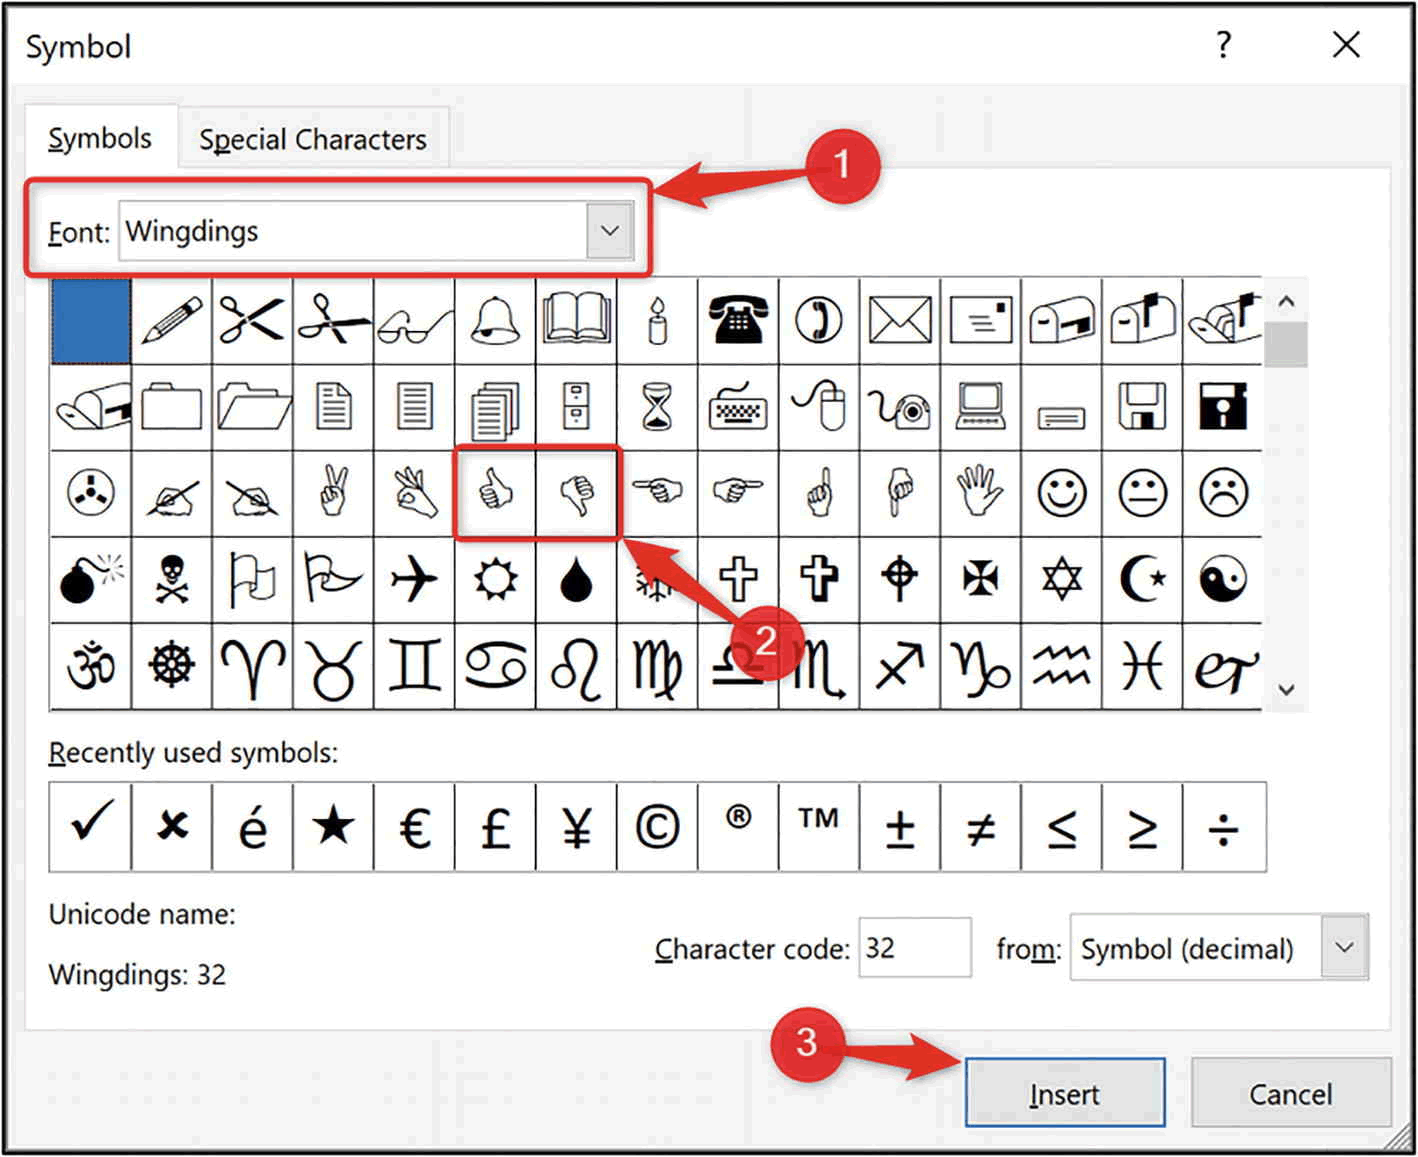 Symbol ?
Symbols Special Characters
1
Font: Wingdings
2
Recently used symbols:
✓ ✘ é ★ € £ ¥ © ® ™ ± ≠ ≤ ≥ ÷
Unicode name:
Character code: 32 from: Symbol (decimal)
Wingdings: 32
3
Insert Cancel